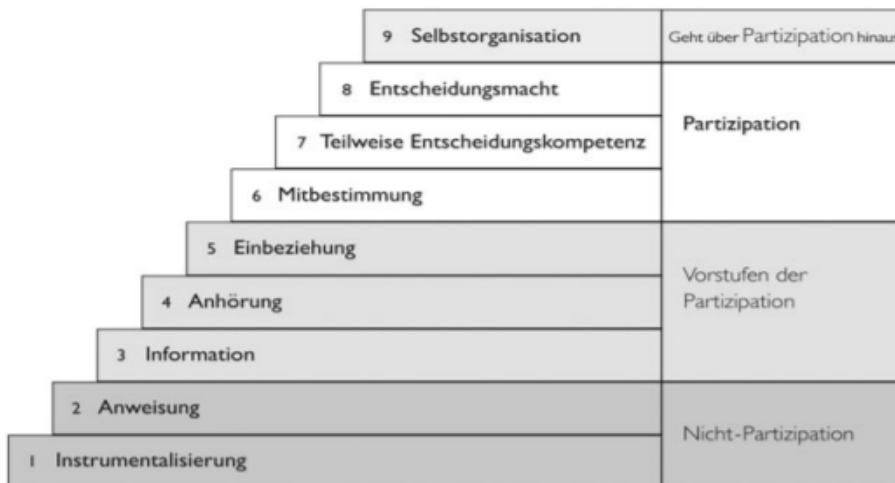 9 Selbstorganisation
Geht über Partizipation hinaus
8 Entscheidungsmacht
7 Teilweise Entscheidungskompetenz
Partizipation
6 Mitbestimmung
5 Einbeziehung
4 Anhörung
Vorstufen der
Partizipation
3 Information
2 Anweisung
1 Instrumentalisierung
Nicht-Partizipation